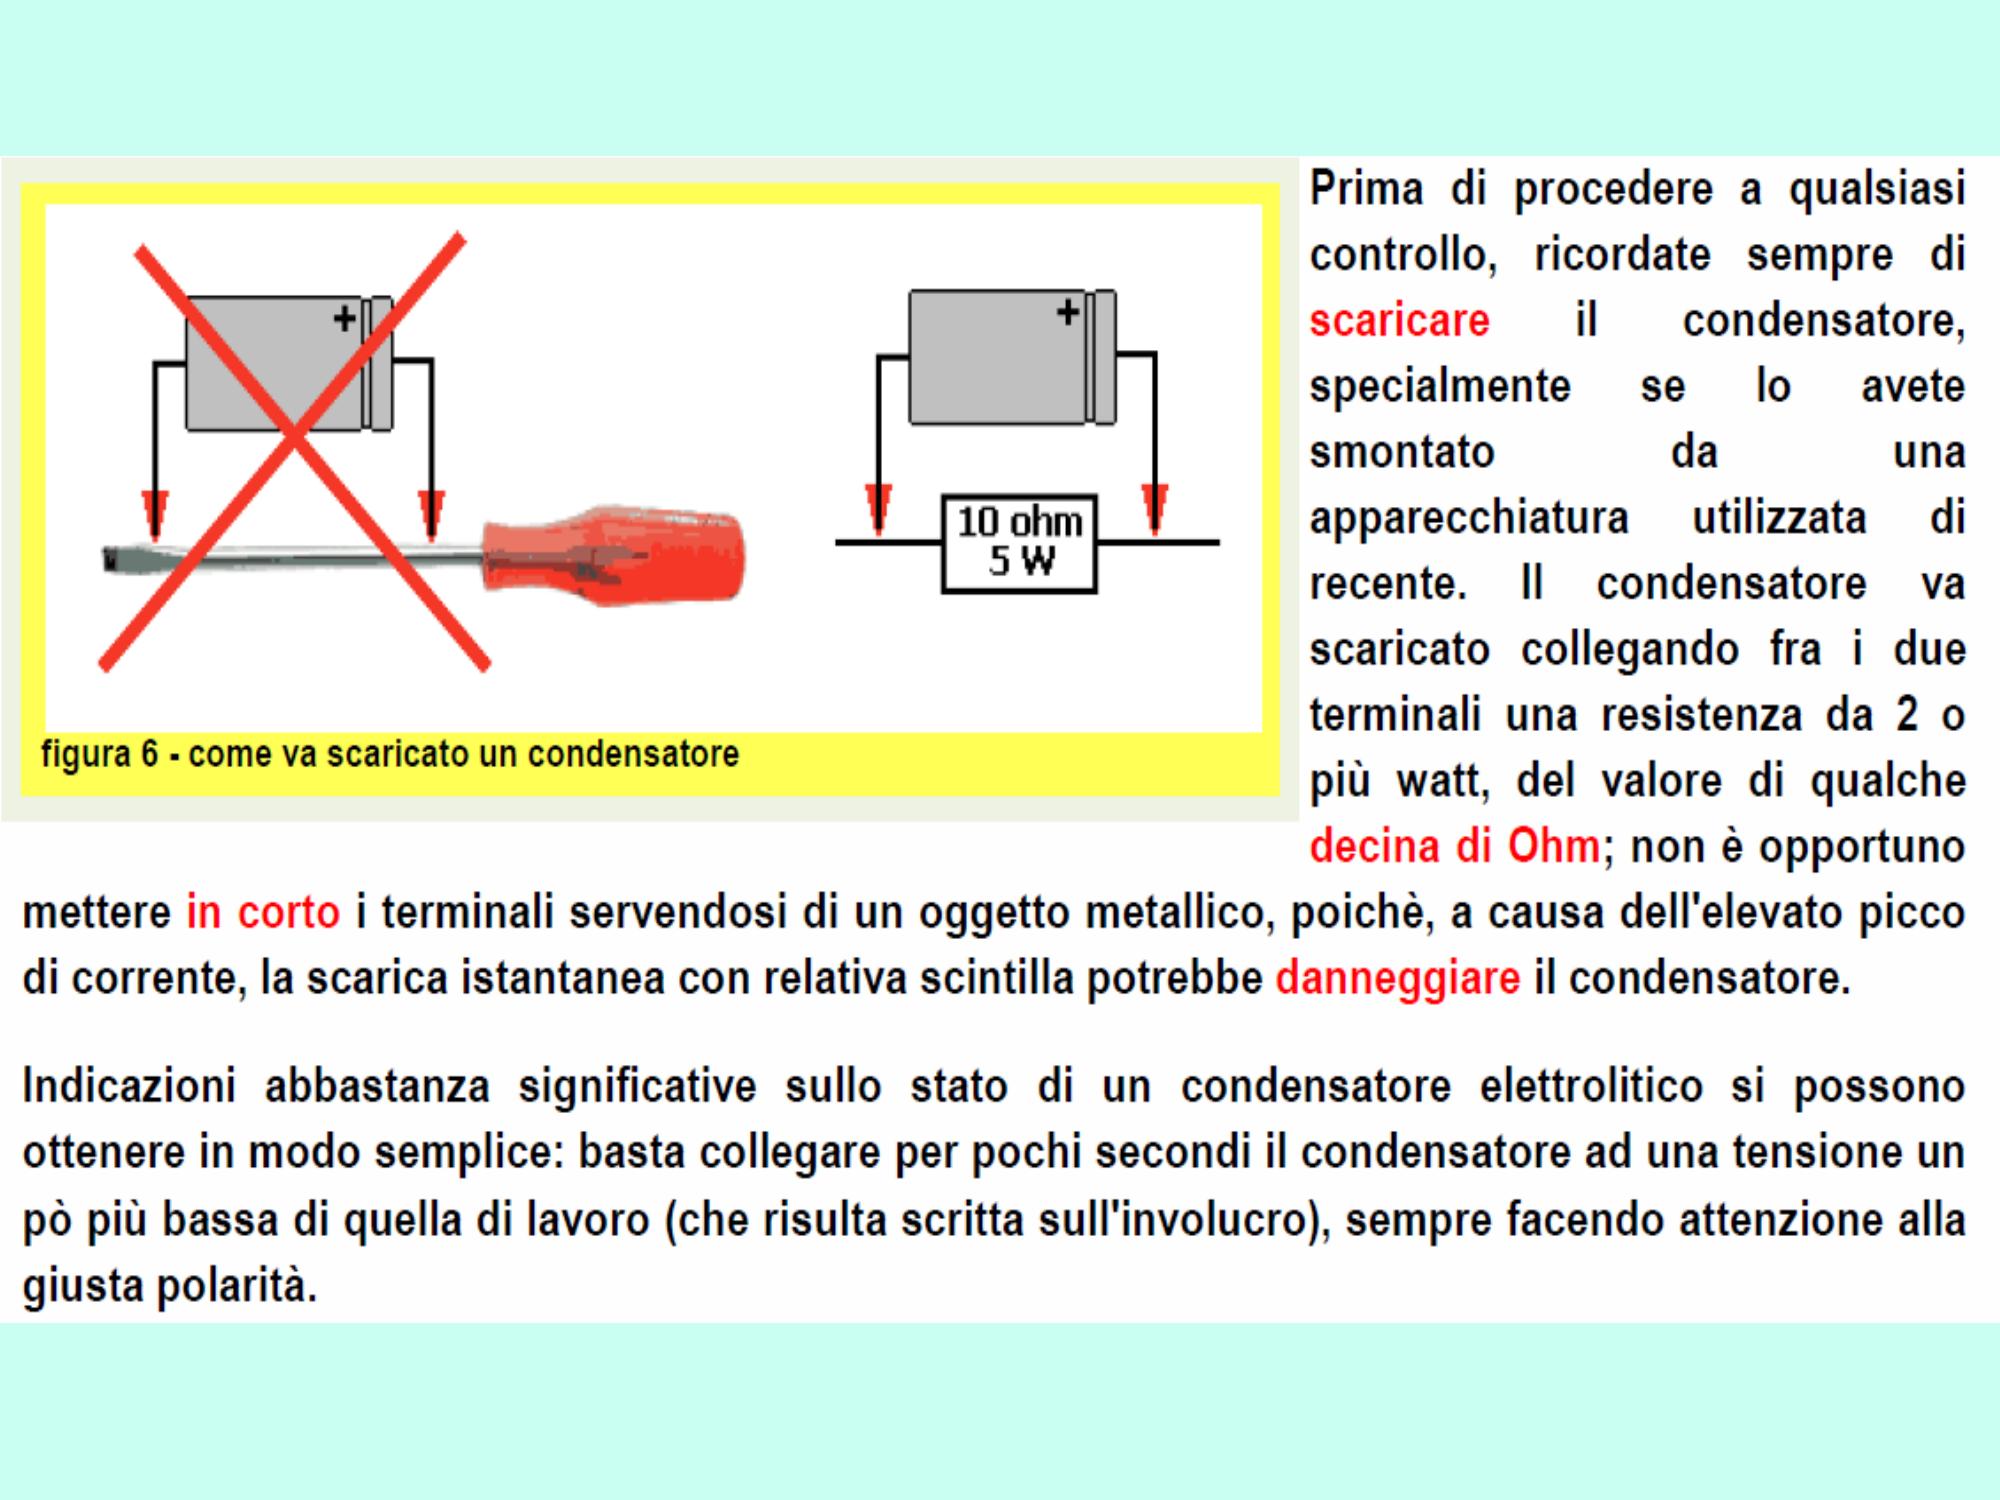 +
+
10 ohm
5 W
figura 6 - come va scaricato un condensatore
Prima di procedere a qualsiasi
controllo, ricordate sempre di
scaricare il condensatore,
specialmente se lo avete
smontato da una
apparecchiatura utilizzata di
recente. Il condensatore va
scaricato collegando fra i due
terminali una resistenza da 2 o
più watt, del valore di qualche
decina di Ohm; non è opportuno
mettere in corto i terminali servendosi di un oggetto metallico, poichè, a causa dell'elevato picco
di corrente, la scarica istantanea con relativa scintilla potrebbe danneggiare il condensatore.
Indicazioni abbastanza significative sullo stato di un condensatore elettrolitico si possono
ottenere in modo semplice: basta collegare per pochi secondi il condensatore ad una tensione un
pò più bassa di quella di lavoro (che risulta scritta sull'involucro), sempre facendo attenzione alla
giusta polarità.